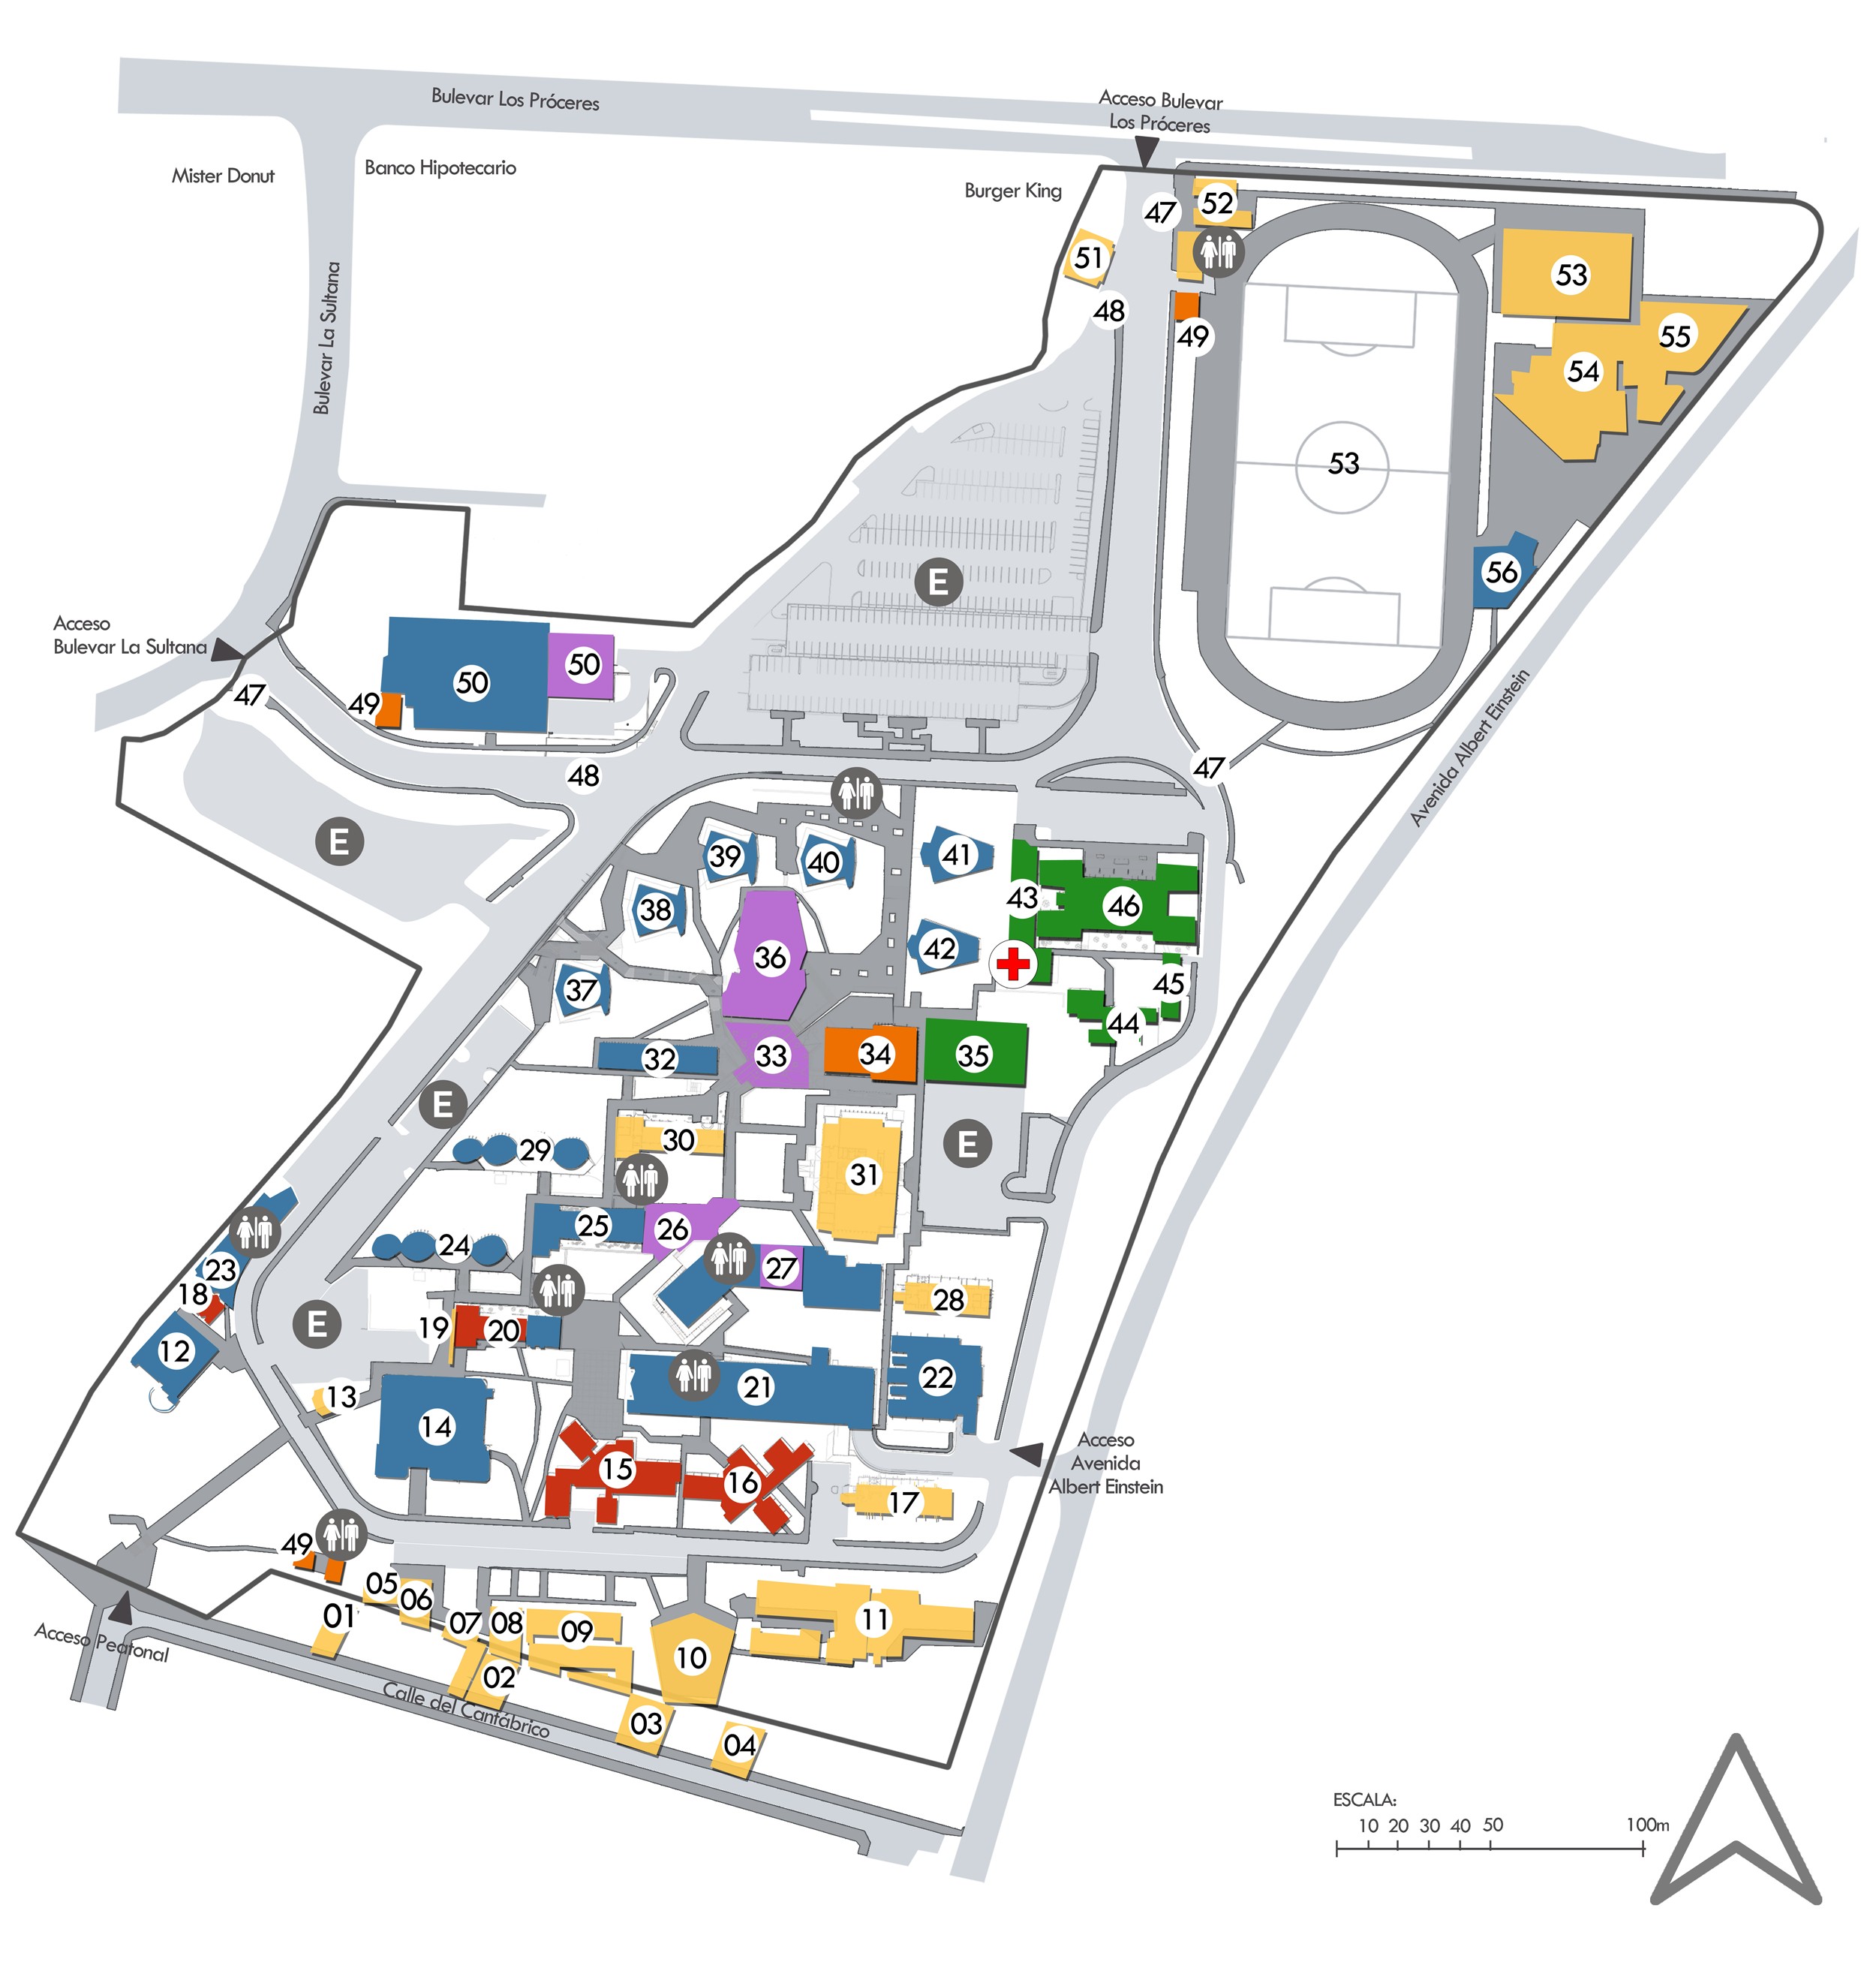 Bulevar Los Próceres
Acceso Bulevar
Los Próceres
Mister Donut
Banco Hipotecario
Burger King
47
52
51
53
48
49
55
54
53
Bulevar La Sultana
E
56
Acceso
Bulevar La Sultana
50
50
47
49
48
47
Avenida Albert Einstein
E
39
40
41
43
46
38
42
36
37
45
44
32
33
34
35
E
30
29
E
31
25
26
24
23
27
18
28
E
19
20
12
22
21
13
14
Acceso
Avenida
Albert Einstein
15
16
17
49
05
06
01
07
08
09
11
10
Acceso Peatonal
02
Calle del Cantábrico
03
04
ESCALA:
10 20 30 40 50 100m